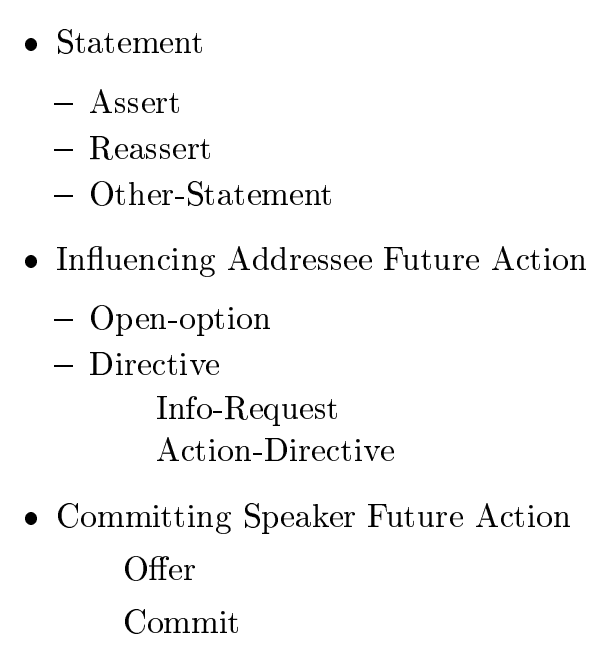 • Statement
– Assert
– Reassert
– Other-Statement
• Influencing Addressee Future Action
– Open-option
– Directive
Info-Request
Action-Directive
• Committing Speaker Future Action
Offer
Commit